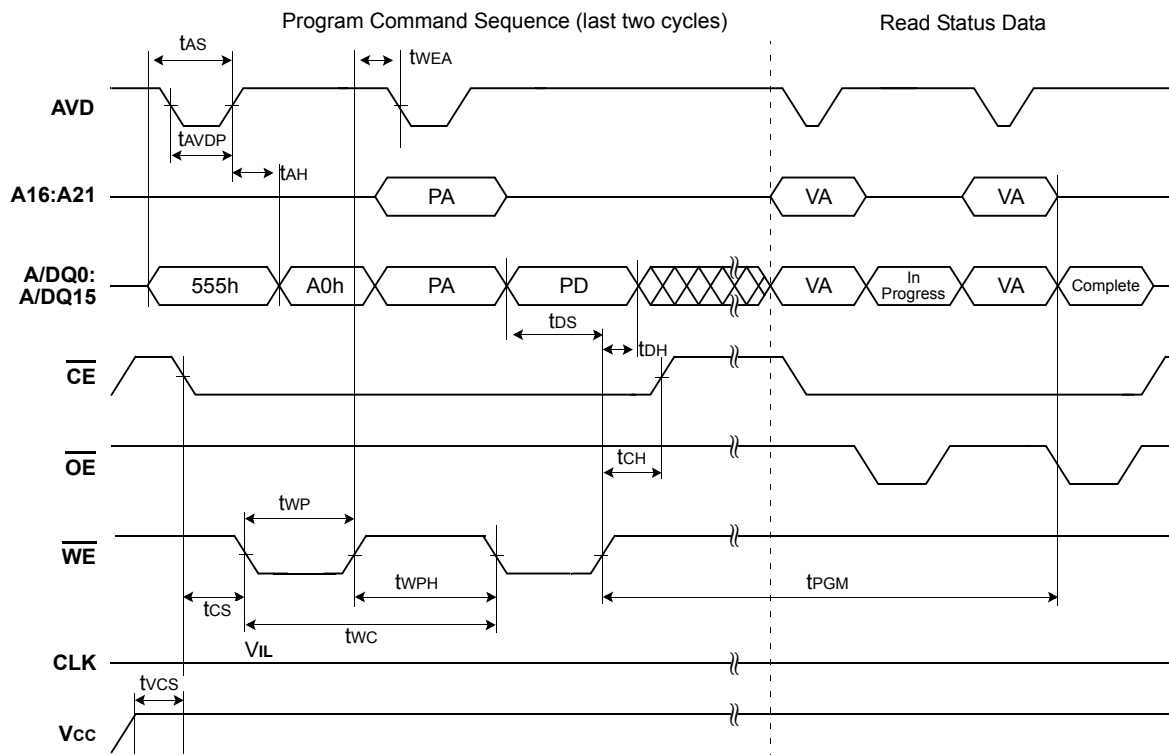 Program Command Sequence (last two cycles) Read Status Data
tAS
tWEA
AVD
tAVDP
tAH
A16:A21 PA VA VA
A/DQ0:
A/DQ15 555h A0h PA PD VA In Progress VA Complete
tDS
tDH
CE
OE
tCH
tWP
WE
tWPH
tPGM
tCS
tWC
VIL
CLK
tVCS
Vcc